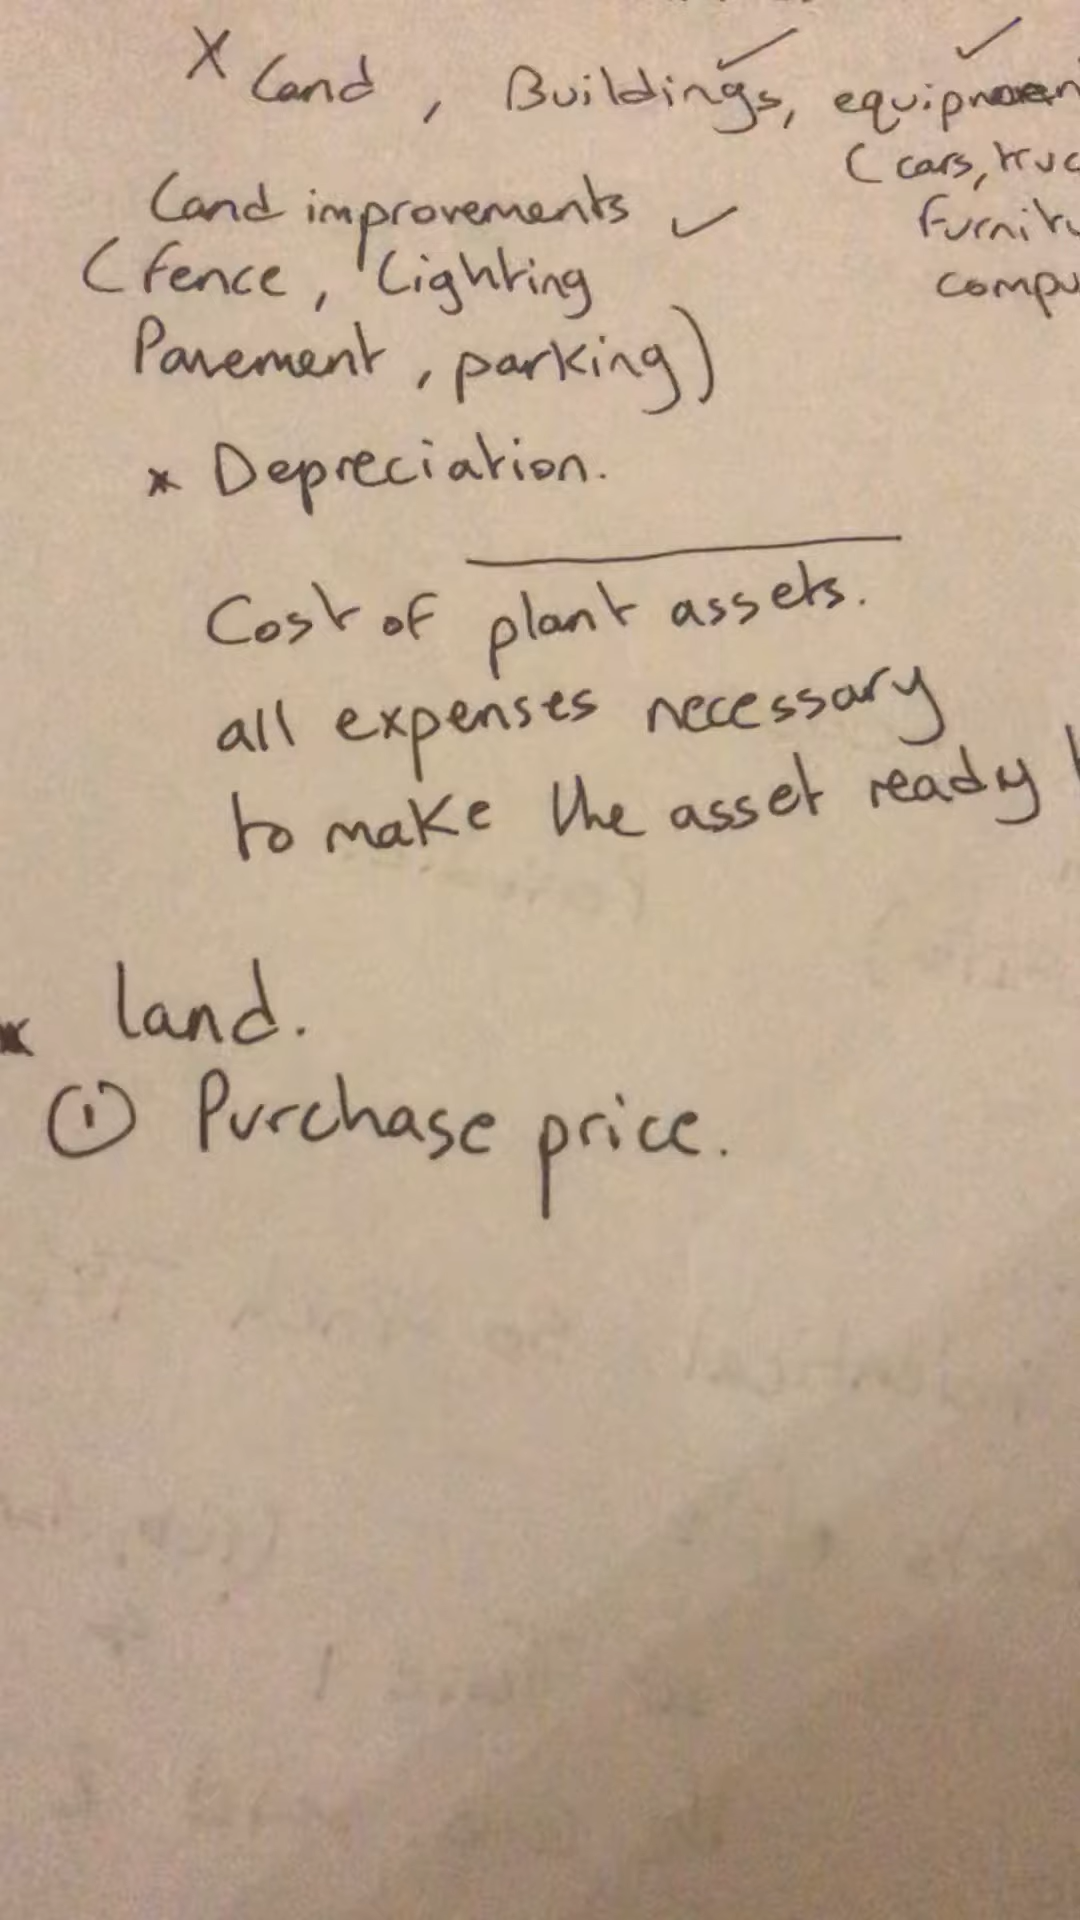 X Land , Buildings, equipmen
(cars, truc
Land improvements ✓ furnitu
(fence, Lighting compu
Pavement , parking)
* Depreciation.
Cost of plant assets.
all expenses necessary
to make the asset ready
* land.
① Purchase price.